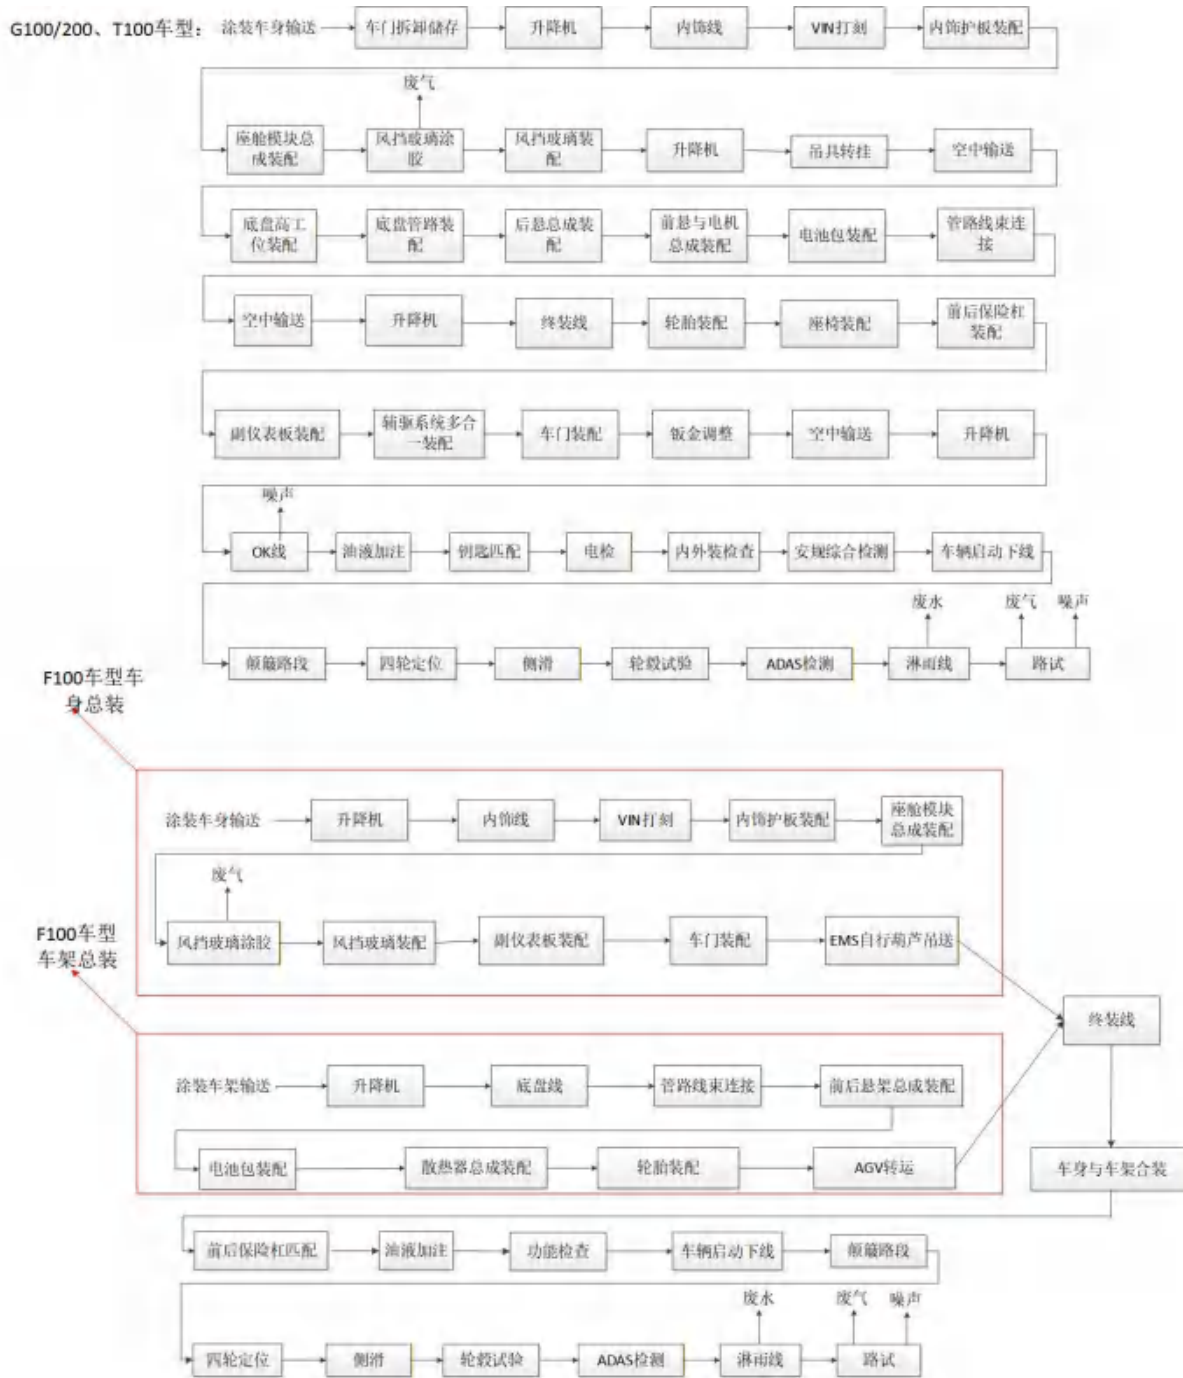 G100/200、T100车型：
涂装车身输送
车门拆卸储存
升降机
内饰线
VIN打刻
内饰护板装配
废气
座舱模块总
成装配
风挡玻璃涂
胶
风挡玻璃装
配
升降机
吊具转挂
空中输送
底盘高工
位装配
底盘管路装
配
后悬总成装
配
前悬与电机
总成装配
电池包装配
管路线束连
接
空中输送
升降机
终装线
轮胎装配
座椅装配
前后保险杠
装配
副仪表板装配
辅驱系统多合
一装配
车门装配
钣金调整
空中输送
升降机
噪声
OK线
油液加注
钥匙匹配
电检
内外装检查
安规综合检测
车辆启动下线
废水
废气
噪声
颠簸路段
四轮定位
侧滑
轮毂试验
ADAS检测
淋雨线
路试
F100车型车
身总装
涂装车身输送
升降机
内饰线
VIN打刻
内饰护板装配
座舱模块
总成装配
废气
风挡玻璃涂胶
风挡玻璃装配
副仪表板装配
车门装配
EMS自行葫芦吊送
F100车型
车架总装
终装线
涂装车架输送
升降机
底盘线
管路线束连接
前后悬架总成装配
电池包装配
散热器总成装配
轮胎装配
AGV转运
车身与车架合装
前后保险杠匹配
油液加注
功能检查
车辆启动下线
颠簸路段
废水
废气
噪声
四轮定位
侧滑
轮毂试验
ADAS检测
淋雨线
路试